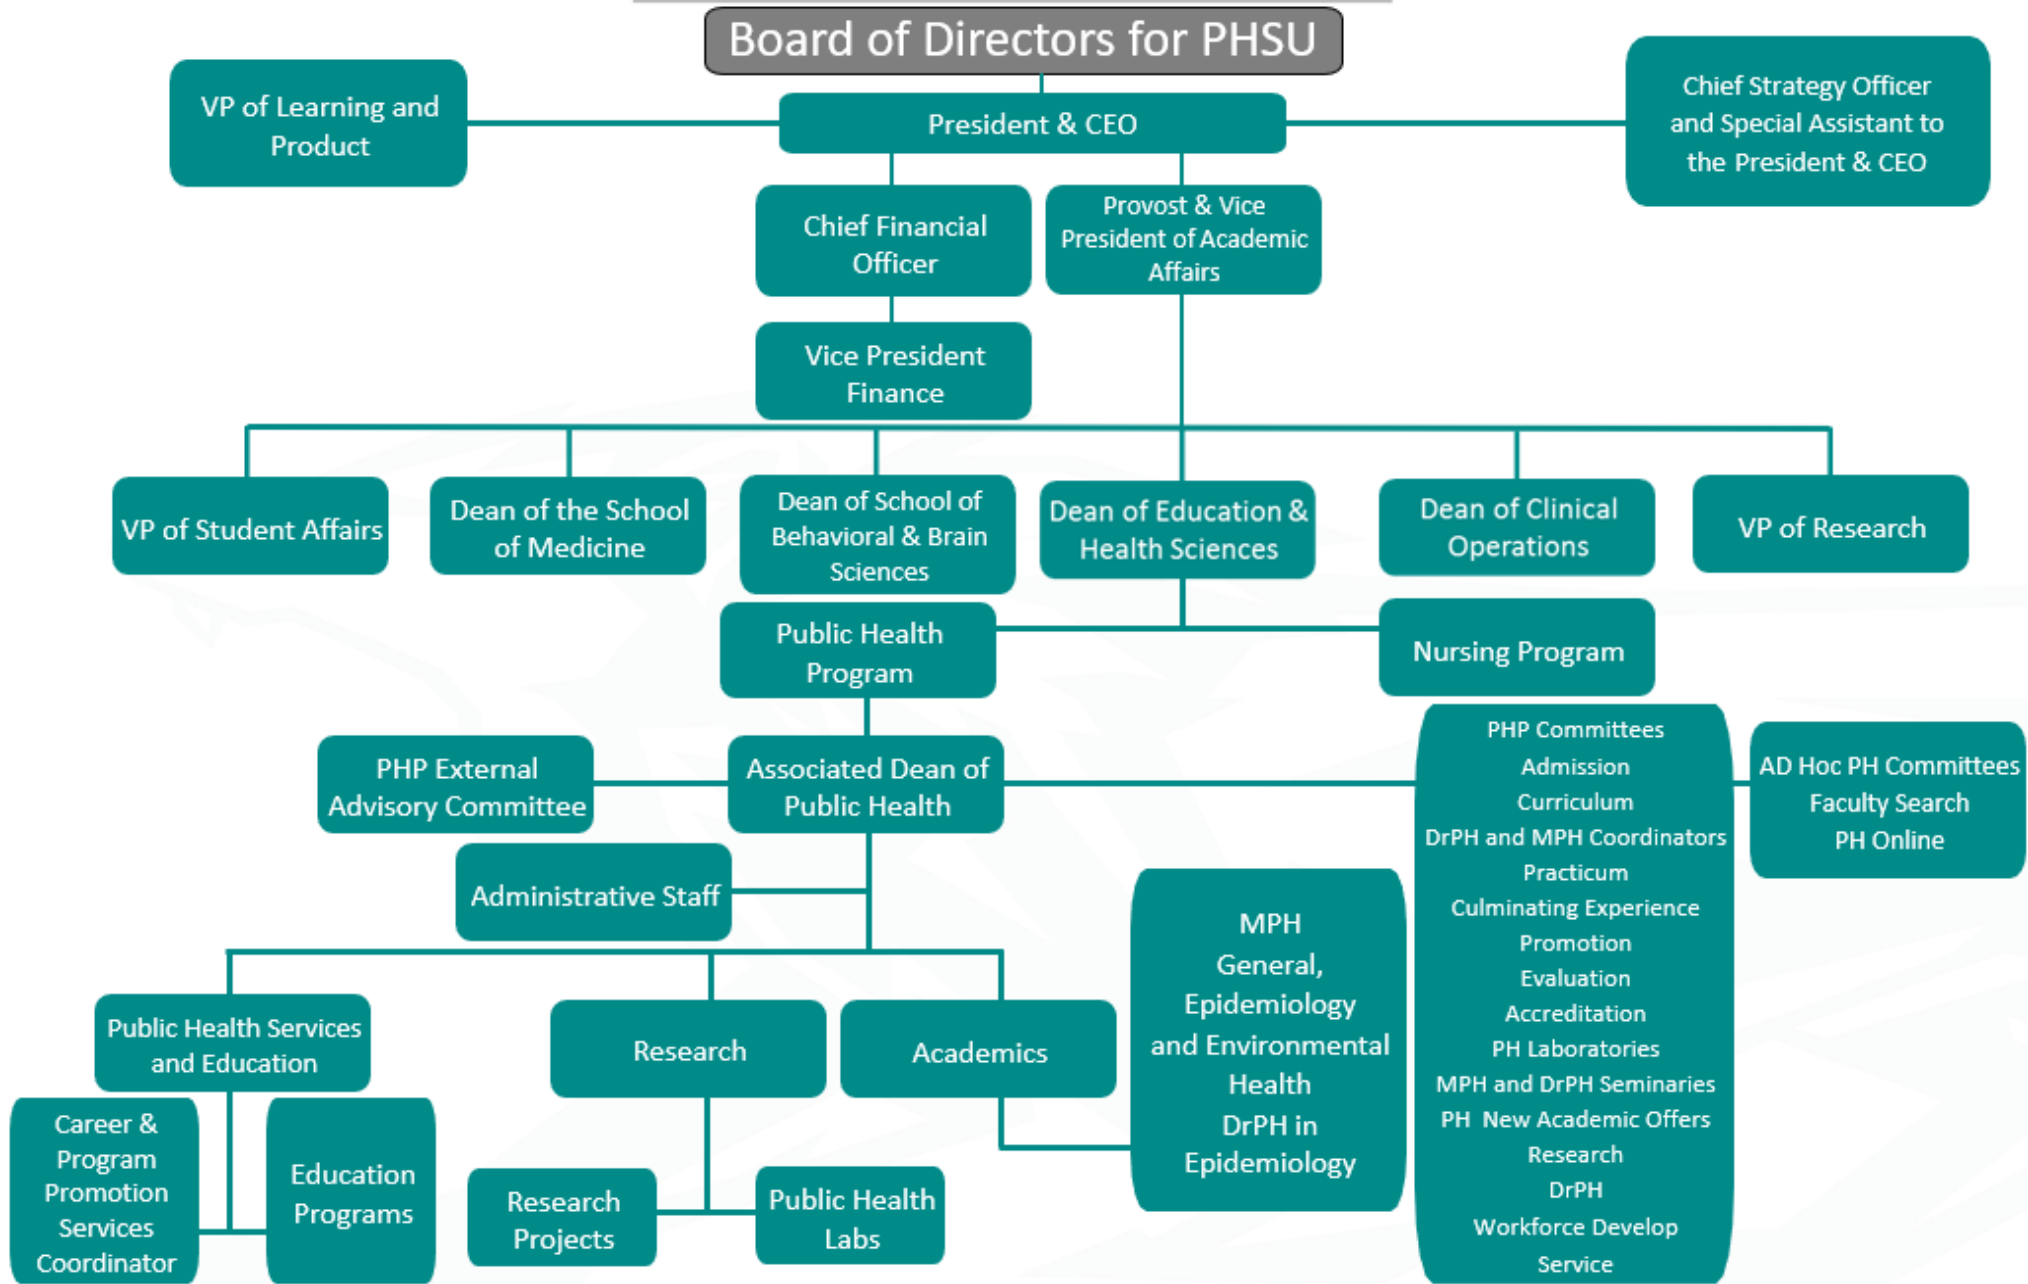 Board of Directors for PHSU
VP of Learning and
Product
President & CEO
Chief Strategy Officer
and Special Assistant to
the President & CEO
Chief Financial
Officer
Provost & Vice
President of Academic
Affairs
Vice President
Finance
VP of Student Affairs
Dean of the School
of Medicine
Dean of School of
Behavioral & Brain
Sciences
Dean of Education &
Health Sciences
Dean of Clinical
Operations
VP of Research
Public Health
Program
Nursing Program
PHP External
Advisory Committee
Associated Dean of
Public Health
PHP Committees
Admission
Curriculum
DrPH and MPH Coordinators
Practicum
Culminating Experience
Promotion
Evaluation
Accreditation
PH Laboratories
MPH and DrPH Seminaries
PH New Academic Offers
Research
DrPH
Workforce Develop
Service
AD Hoc PH Committees
Faculty Search
PH Online
Administrative Staff
MPH
General,
Epidemiology
and Environmental
Health
DrPH in
Epidemiology
Public Health Services
and Education
Research
Academics
Career &
Program
Promotion
Services
Coordinator
Education
Programs
Research
Projects
Public Health
Labs